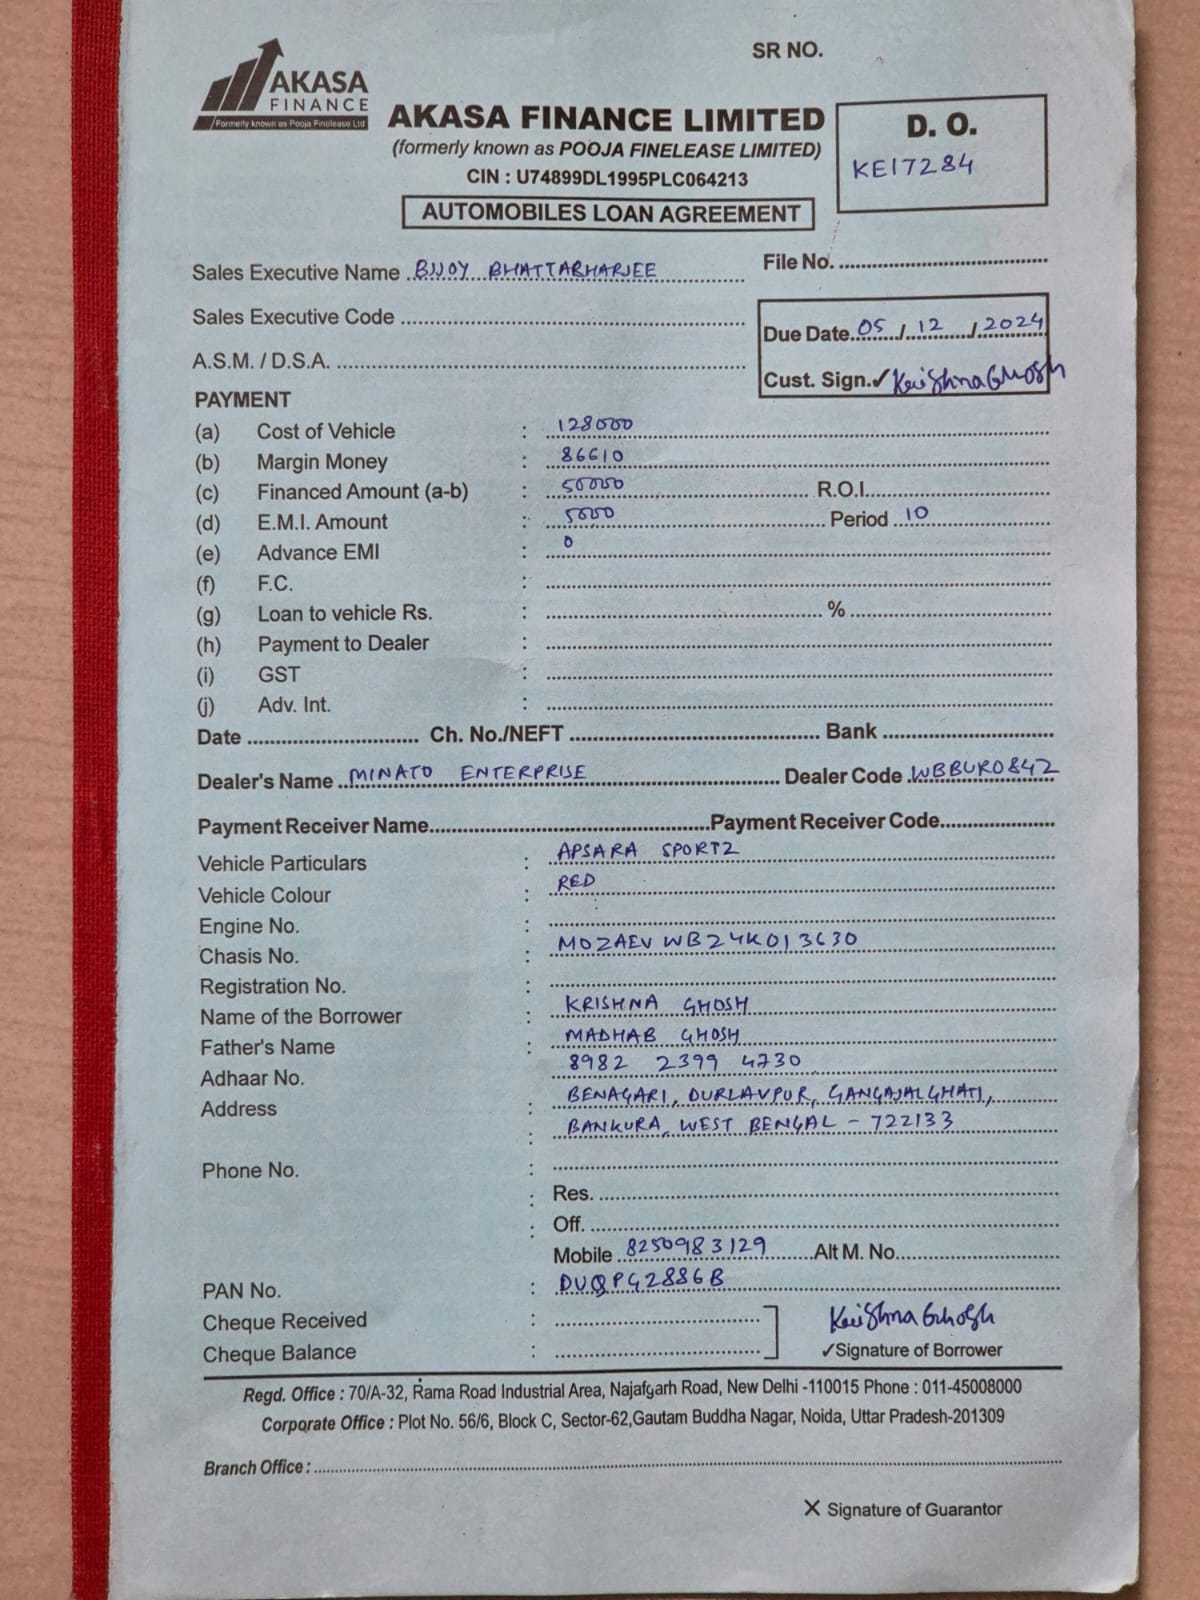 SR NO.
AKASA
FINANCE
Formerly known as Pooja Finelease Ltd
AKASA FINANCE LIMITED
(formerly known as POOJA FINELEASE LIMITED)
CIN : U74899DL1995PLC064213
AUTOMOBILES LOAN AGREEMENT
D. O.
KE17284
Sales Executive Name BIJOY BHATTABHARJEE
File No.
Sales Executive Code
Due Date 05 / 12 / 2024
A.S.M. / D.S.A.
Cust. Sign.✓ Krishna Ghosh
PAYMENT
(a) Cost of Vehicle : 128000
(b) Margin Money : 86610
(c) Financed Amount (a-b) : 50000 R.O.I.
(d) E.M.I. Amount : 5000 Period 10
(e) Advance EMI : 0
(f) F.C. :
(g) Loan to vehicle Rs. : %
(h) Payment to Dealer :
(i) GST :
(j) Adv. Int. :
Date Ch. No./NEFT Bank
Dealer's Name MINATO ENTERPRISE Dealer Code WBBUR0842
Payment Receiver Name Payment Receiver Code
Vehicle Particulars : APSARA SPORTZ
Vehicle Colour : RED
Engine No. :
Chasis No. : MOZAEVWB24K013630
Registration No. :
Name of the Borrower : KRISHNA GHOSH
Father's Name : MADHAB GHOSH
Adhaar No. 8982 2399 4730
Address : BENAGARI, DURLAVPUR, GANGAJALGHATI,
: BANKURA, WEST BENGAL - 722133
Phone No. :
: Res.
: Off.
Mobile 8250983129 Alt M. No.
PAN No. : DUQPG2886B
Cheque Received :
Cheque Balance :
Krishna Ghosh
✓Signature of Borrower
Regd. Office : 70/A-32, Rama Road Industrial Area, Najafgarh Road, New Delhi -110015 Phone : 011-45008000
Corporate Office : Plot No. 56/6, Block C, Sector-62,Gautam Buddha Nagar, Noida, Uttar Pradesh-201309
Branch Office :
X Signature of Guarantor